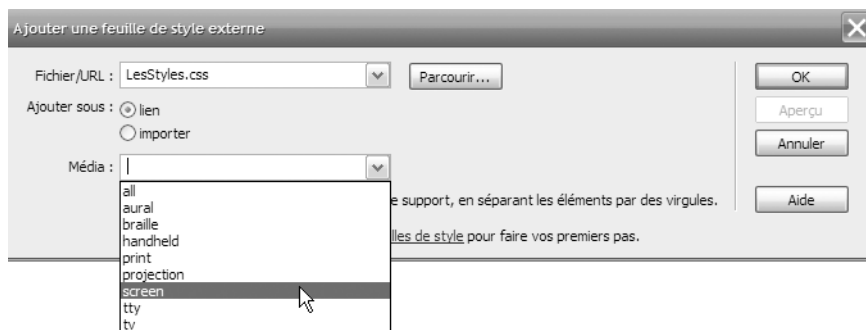 Ajouter une feuille de style externe
Fichier/URL : LesStyles.css Parcourir... OK
Ajouter sous : lien Aperçu
importer Annuler
Média :
all
aural e support, en séparant les éléments par des virgules. Aide
braille
handheld
print lles de style pour faire vos premiers pas.
projection
screen
tty
tv